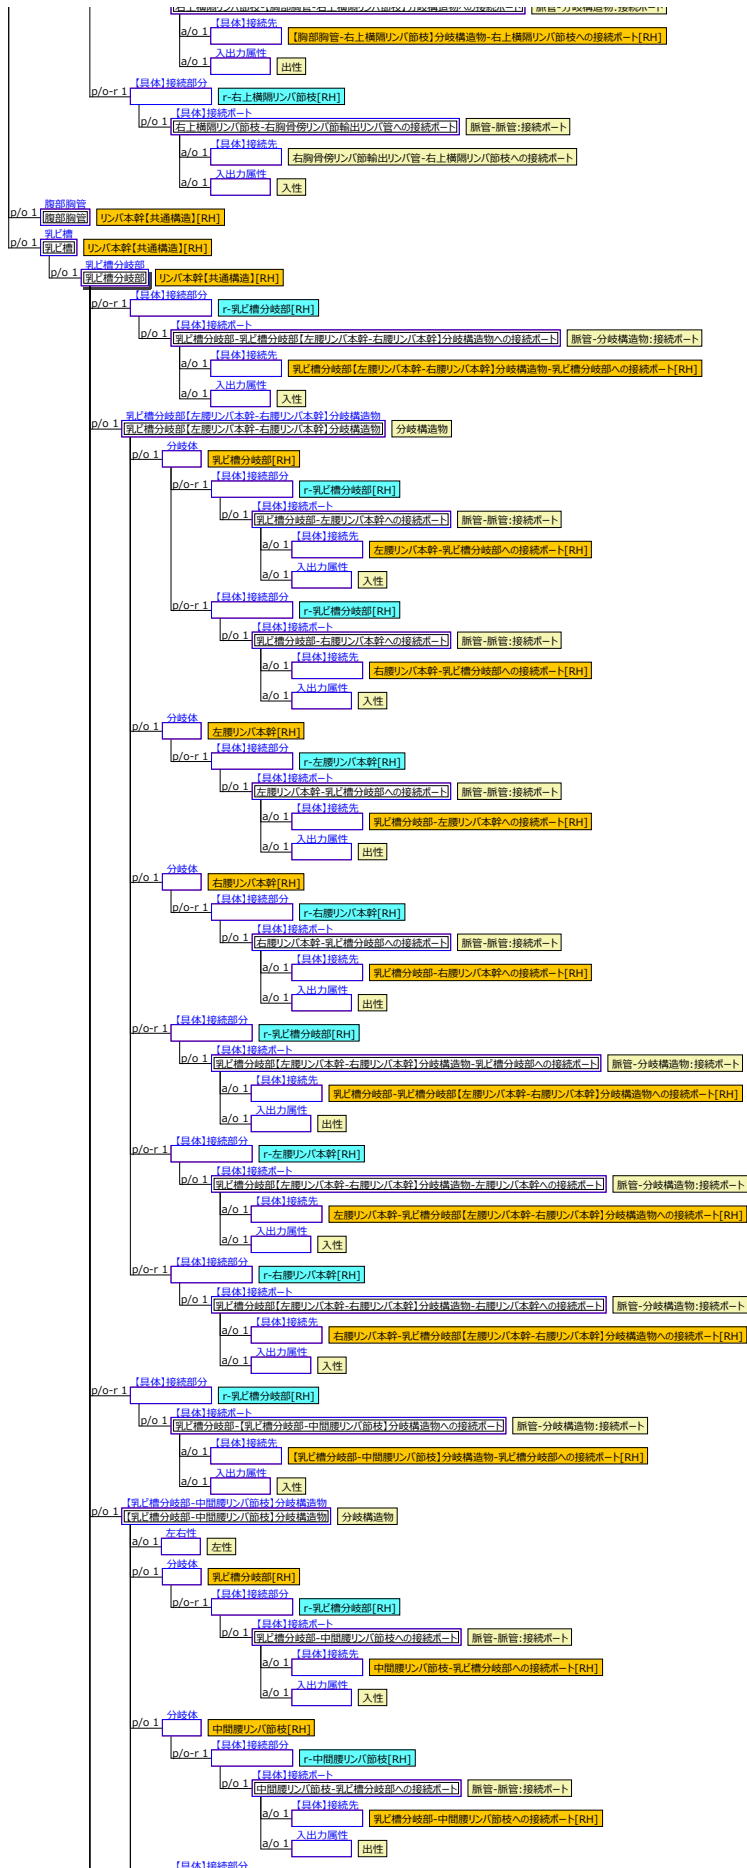 右上横隔リンパ節枝-【胸部胸管-右上横隔リンパ節枝】分岐構造物への接続ポート 脈管-分岐構造物:接続ポート
【具体】接続先
a/o 1 【胸部胸管-右上横隔リンパ節枝】分岐構造物-右上横隔リンパ節枝への接続ポート[RH]
入出力属性
a/o 1 出性
【具体】接続部分
p/o-r 1 r-右上横隔リンパ節枝[RH]
【具体】接続ポート
p/o 1 右上横隔リンパ節枝-右胸骨傍リンパ節輸出リンパ管への接続ポート 脈管-脈管:接続ポート
【具体】接続先
a/o 1 右胸骨傍リンパ節輸出リンパ管-右上横隔リンパ節枝への接続ポート
入出力属性
a/o 1 入性
腹部胸管
p/o 1 腹部胸管 リンパ本幹【共通構造】[RH]
乳ビ槽
p/o 1 乳ビ槽 リンパ本幹【共通構造】[RH]
乳ビ槽分岐部
p/o 1 乳ビ槽分岐部 リンパ本幹【共通構造】[RH]
【具体】接続部分
p/o-r 1 r-乳ビ槽分岐部[RH]
【具体】接続ポート
p/o 1 乳ビ槽分岐部-乳ビ槽分岐部【左腰リンパ本幹-右腰リンパ本幹】分岐構造物への接続ポート 脈管-分岐構造物:接続ポート
【具体】接続先
a/o 1 乳ビ槽分岐部【左腰リンパ本幹-右腰リンパ本幹】分岐構造物-乳ビ槽分岐部への接続ポート[RH]
入出力属性
a/o 1 入性
乳ビ槽分岐部【左腰リンパ本幹-右腰リンパ本幹】分岐構造物
p/o 1 乳ビ槽分岐部【左腰リンパ本幹-右腰リンパ本幹】分岐構造物 分岐構造物
分岐体
p/o 1 乳ビ槽分岐部[RH]
【具体】接続部分
p/o-r 1 r-乳ビ槽分岐部[RH]
【具体】接続ポート
p/o 1 乳ビ槽分岐部-左腰リンパ本幹への接続ポート 脈管-脈管:接続ポート
【具体】接続先
a/o 1 左腰リンパ本幹-乳ビ槽分岐部への接続ポート[RH]
入出力属性
a/o 1 入性
【具体】接続部分
p/o-r 1 r-乳ビ槽分岐部[RH]
【具体】接続ポート
p/o 1 乳ビ槽分岐部-右腰リンパ本幹への接続ポート 脈管-脈管:接続ポート
【具体】接続先
a/o 1 右腰リンパ本幹-乳ビ槽分岐部への接続ポート[RH]
入出力属性
a/o 1 入性
分岐体
p/o 1 左腰リンパ本幹[RH]
【具体】接続部分
p/o-r 1 r-左腰リンパ本幹[RH]
【具体】接続ポート
p/o 1 左腰リンパ本幹-乳ビ槽分岐部への接続ポート 脈管-脈管:接続ポート
【具体】接続先
a/o 1 乳ビ槽分岐部-左腰リンパ本幹への接続ポート[RH]
入出力属性
a/o 1 出性
分岐体
p/o 1 右腰リンパ本幹[RH]
【具体】接続部分
p/o-r 1 r-右腰リンパ本幹[RH]
【具体】接続ポート
p/o 1 右腰リンパ本幹-乳ビ槽分岐部への接続ポート 脈管-脈管:接続ポート
【具体】接続先
a/o 1 乳ビ槽分岐部-右腰リンパ本幹への接続ポート[RH]
入出力属性
a/o 1 出性
【具体】接続部分
p/o-r 1 r-乳ビ槽分岐部[RH]
【具体】接続ポート
p/o 1 乳ビ槽分岐部【左腰リンパ本幹-右腰リンパ本幹】分岐構造物-乳ビ槽分岐部への接続ポート 脈管-分岐構造物:接続ポート
【具体】接続先
a/o 1 乳ビ槽分岐部-乳ビ槽分岐部【左腰リンパ本幹-右腰リンパ本幹】分岐構造物への接続ポート[RH]
入出力属性
a/o 1 出性
【具体】接続部分
p/o-r 1 r-左腰リンパ本幹[RH]
【具体】接続ポート
p/o 1 乳ビ槽分岐部【左腰リンパ本幹-右腰リンパ本幹】分岐構造物-左腰リンパ本幹への接続ポート 脈管-分岐構造物:接続ポート
【具体】接続先
a/o 1 左腰リンパ本幹-乳ビ槽分岐部【左腰リンパ本幹-右腰リンパ本幹】分岐構造物への接続ポート[RH]
入出力属性
a/o 1 入性
【具体】接続部分
p/o-r 1 r-右腰リンパ本幹[RH]
【具体】接続ポート
p/o 1 乳ビ槽分岐部【左腰リンパ本幹-右腰リンパ本幹】分岐構造物-右腰リンパ本幹への接続ポート 脈管-分岐構造物:接続ポート
【具体】接続先
a/o 1 右腰リンパ本幹-乳ビ槽分岐部【左腰リンパ本幹-右腰リンパ本幹】分岐構造物への接続ポート[RH]
入出力属性
a/o 1 入性
【具体】接続部分
p/o-r 1 r-乳ビ槽分岐部[RH]
【具体】接続ポート
p/o 1 乳ビ槽分岐部-【乳ビ槽分岐部-中間腰リンパ節枝】分岐構造物への接続ポート 脈管-分岐構造物:接続ポート
【具体】接続先
a/o 1 【乳ビ槽分岐部-中間腰リンパ節枝】分岐構造物-乳ビ槽分岐部への接続ポート[RH]
入出力属性
a/o 1 入性
【乳ビ槽分岐部-中間腰リンパ節枝】分岐構造物
p/o 1 【乳ビ槽分岐部-中間腰リンパ節枝】分岐構造物 分岐構造物
左右性
a/o 1 左性
分岐体
p/o 1 乳ビ槽分岐部[RH]
【具体】接続部分
p/o-r 1 r-乳ビ槽分岐部[RH]
【具体】接続ポート
p/o 1 乳ビ槽分岐部-中間腰リンパ節枝への接続ポート 脈管-脈管:接続ポート
【具体】接続先
a/o 1 中間腰リンパ節枝-乳ビ槽分岐部への接続ポート[RH]
入出力属性
a/o 1 入性
分岐体
p/o 1 中間腰リンパ節枝[RH]
【具体】接続部分
p/o-r 1 r-中間腰リンパ節枝[RH]
【具体】接続ポート
p/o 1 中間腰リンパ節枝-乳ビ槽分岐部への接続ポート 脈管-脈管:接続ポート
【具体】接続先
a/o 1 乳ビ槽分岐部-中間腰リンパ節枝への接続ポート[RH]
入出力属性
a/o 1 出性
【具体】接続部分